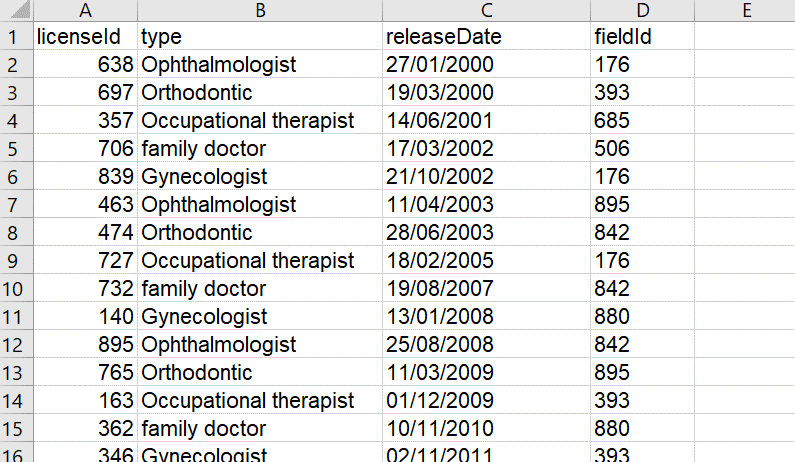 A B C D E
1 licenseId type releaseDate fieldId
2 638 Ophthalmologist 27/01/2000 176
3 697 Orthodontic 19/03/2000 393
4 357 Occupational therapist 14/06/2001 685
5 706 family doctor 17/03/2002 506
6 839 Gynecologist 21/10/2002 176
7 463 Ophthalmologist 11/04/2003 895
8 474 Orthodontic 28/06/2003 842
9 727 Occupational therapist 18/02/2005 176
10 732 family doctor 19/08/2007 842
11 140 Gynecologist 13/01/2008 880
12 895 Ophthalmologist 25/08/2008 842
13 765 Orthodontic 11/03/2009 895
14 163 Occupational therapist 01/12/2009 393
15 362 family doctor 10/11/2010 880
16 346 Gynecologist 02/11/2011 393